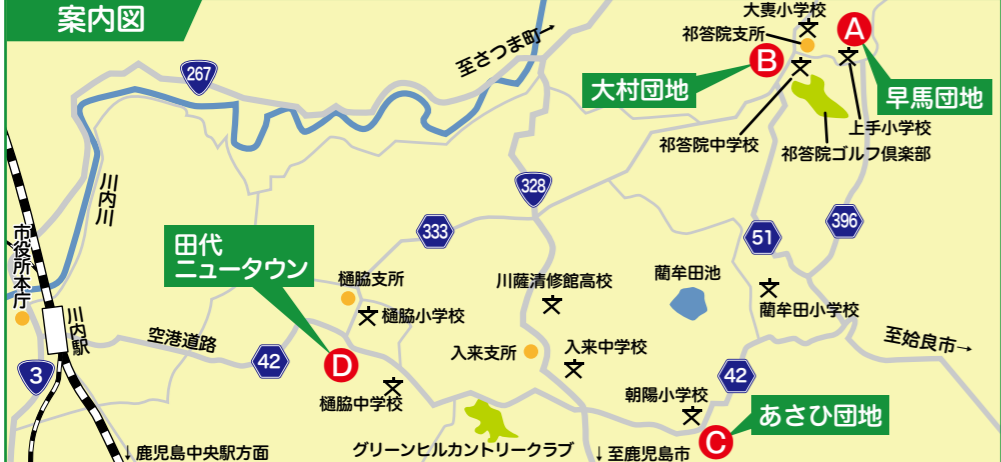 案内図
267
至さつま町→
大㐮小学校
祁答院支所
A
B
大村団地
早馬団地
上手小学校
祁答院中学校
祁答院ゴルフ倶楽部
川内川
328
333
396
51
市役所本庁
田代
ニュータウン
樋脇支所
樋脇小学校
川薩清修館高校
藺牟田池
藺牟田小学校
川内駅
空港道路
至姶良市→
3
42
D
入来支所
入来中学校
42
樋脇中学校
朝陽小学校
あさひ団地
C
グリーンヒルカントリークラブ
↓鹿児島中央駅方面
↓至鹿児島市